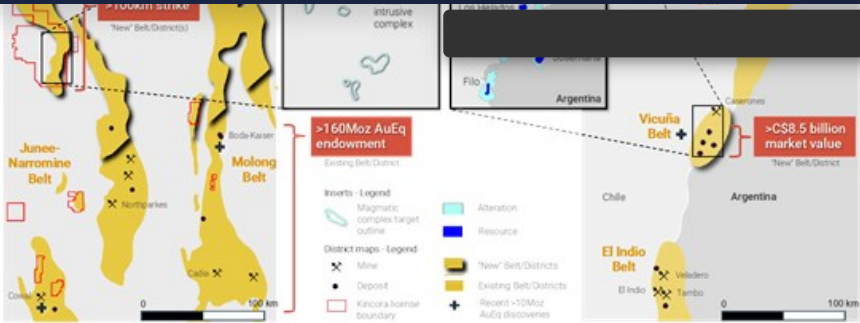 >100km strike
"New" Belt/District(s)
Junee-
Narromine
Belt
Northparkes
Cowal
Boda-Kaiser
Molong
Belt
Cadia
0
100 km
intrusive
complex
>160Moz AuEq
endowment
Existing Belt/District
Inserts - Legend
Magmatic
complex target
outline
Alteration
Resource
District maps - Legend
Mine
Deposit
Kincora license
boundary
"New" Belt/Districts
Existing Belt/Districts
Recent >10Moz
AuEq discoveries
Los Helados
Filo
Argentina
Caserones
Vicuña
Belt
>C$8.5 billion
market value
"New" Belt/District
Chile
Argentina
El Indio
Belt
Veladero
El Indio
Tambo
0
100 km